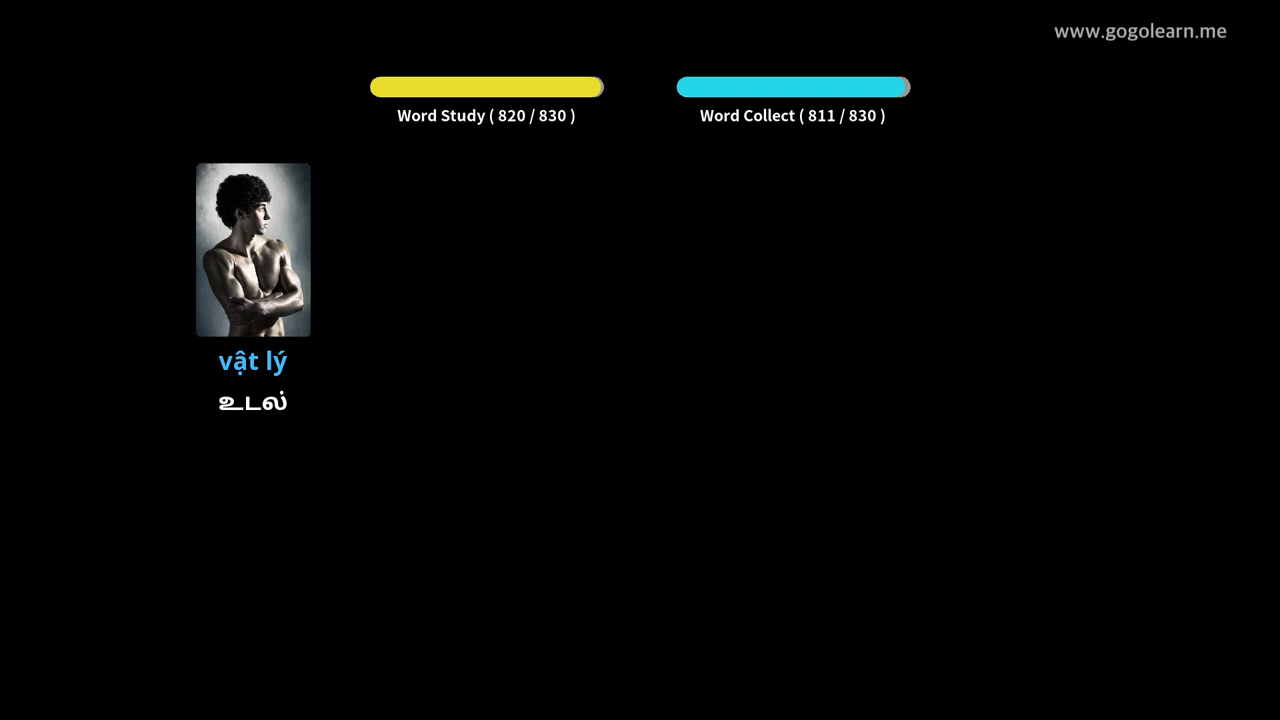 www.gogolearn.me
Word Study ( 820 / 830 )
Word Collect ( 811 / 830 )
vật lý
உடல்